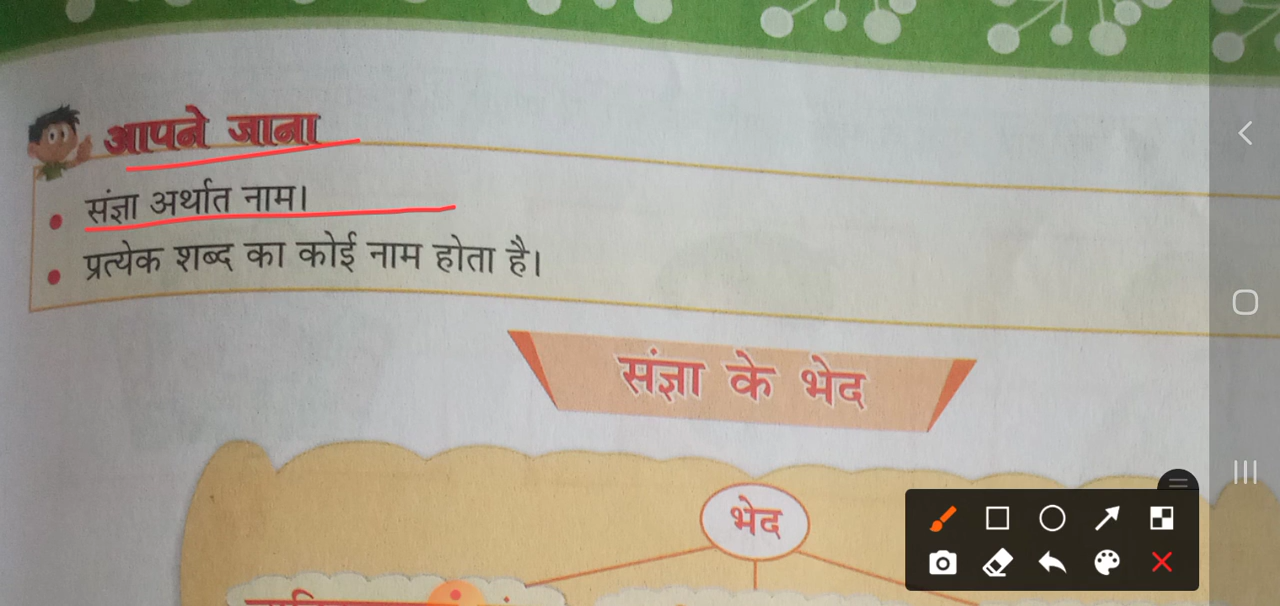 आपने जाना
संज्ञा अर्थात नाम।
प्रत्येक शब्द का कोई नाम होता है।
संज्ञा के भेद
भेद